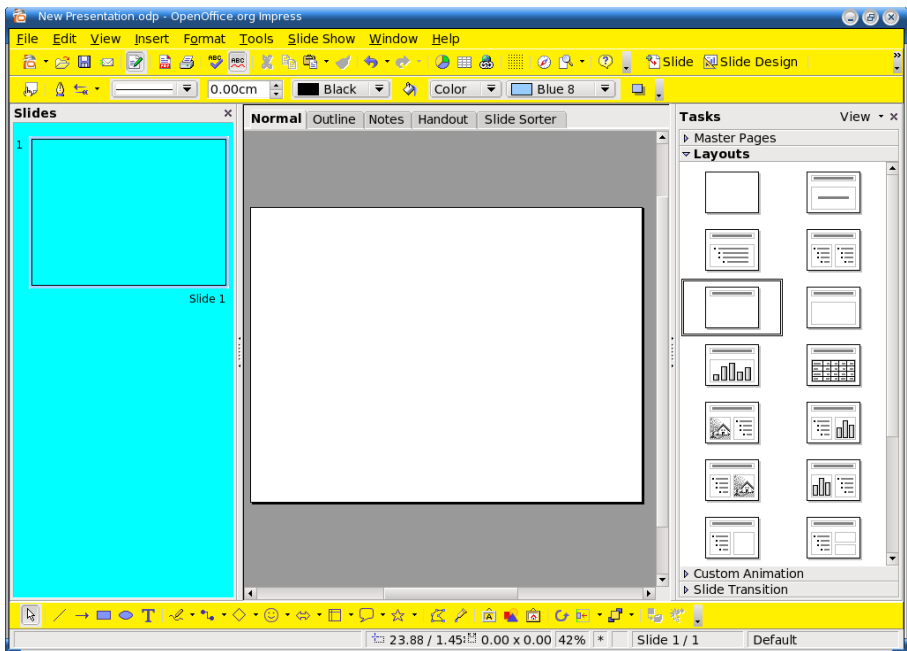 New Presentation.odp - OpenOffice.org Impress
File Edit View Insert Format Tools Slide Show Window Help
ABC ABC Slide Slide Design
0.00cm Black Color Blue 8
Slides
Normal Outline Notes Handout Slide Sorter
Tasks View
Master Pages
Layouts
1
Slide 1
Custom Animation
Slide Transition
T
23.88 / 1.45 0.00 x 0.00 42% * Slide 1 / 1 Default